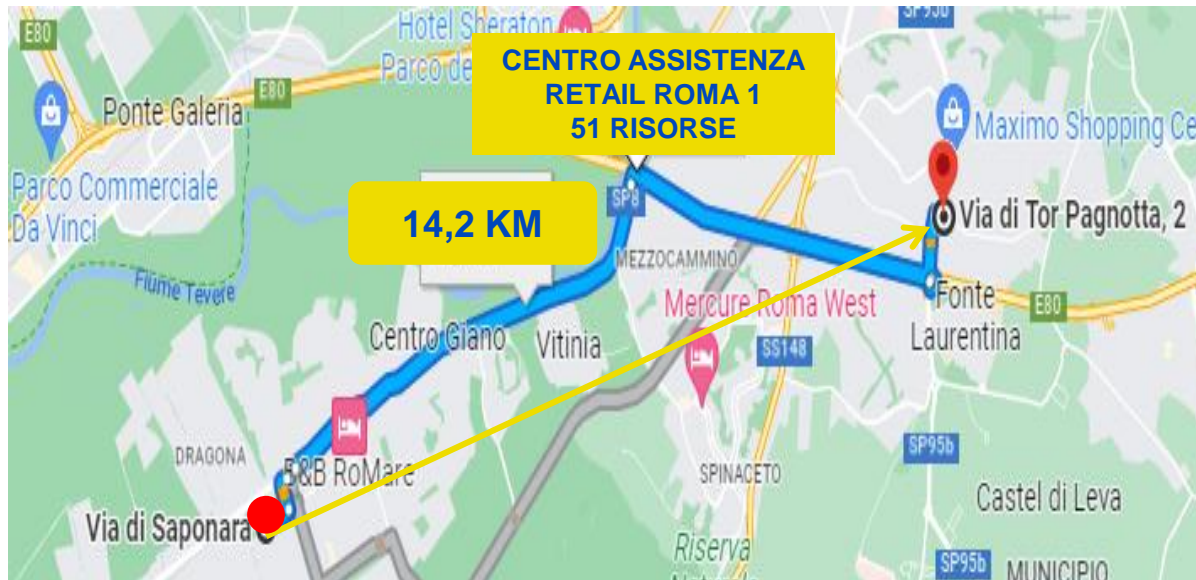 E80
Hotel Sheraton
Parco de
SP95b
CENTRO ASSISTENZA
RETAIL ROMA 1
51 RISORSE
Ponte Galeria
E80
Maximo Shopping Ce
Parco Commerciale
Da Vinci
SP8
14,2 KM
Via di Tor Pagnotta, 2
MEZZOCAMMINO
Fiume Tevere
Mercure Roma West
Fonte
Laurentina
E80
Centro Giano
Vitinia
SS148
DRAGONA
B&B RoMare
SPINACETO
SP95b
Castel di Leva
Via di Saponara
Riserva
SP95b
MUNICIPIO